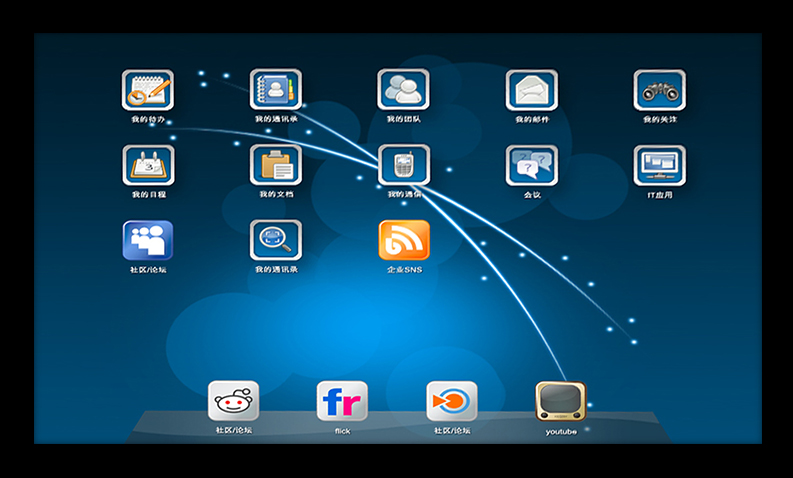 我的待办
我的通讯录
我的团队
我的邮件
我的关注
3
我的日程
我的文档
我的通信
? ?
会议
IT应用
社区/论坛
我的通讯录
企业SNS
fr
社区/论坛
flick
社区/论坛
youtube